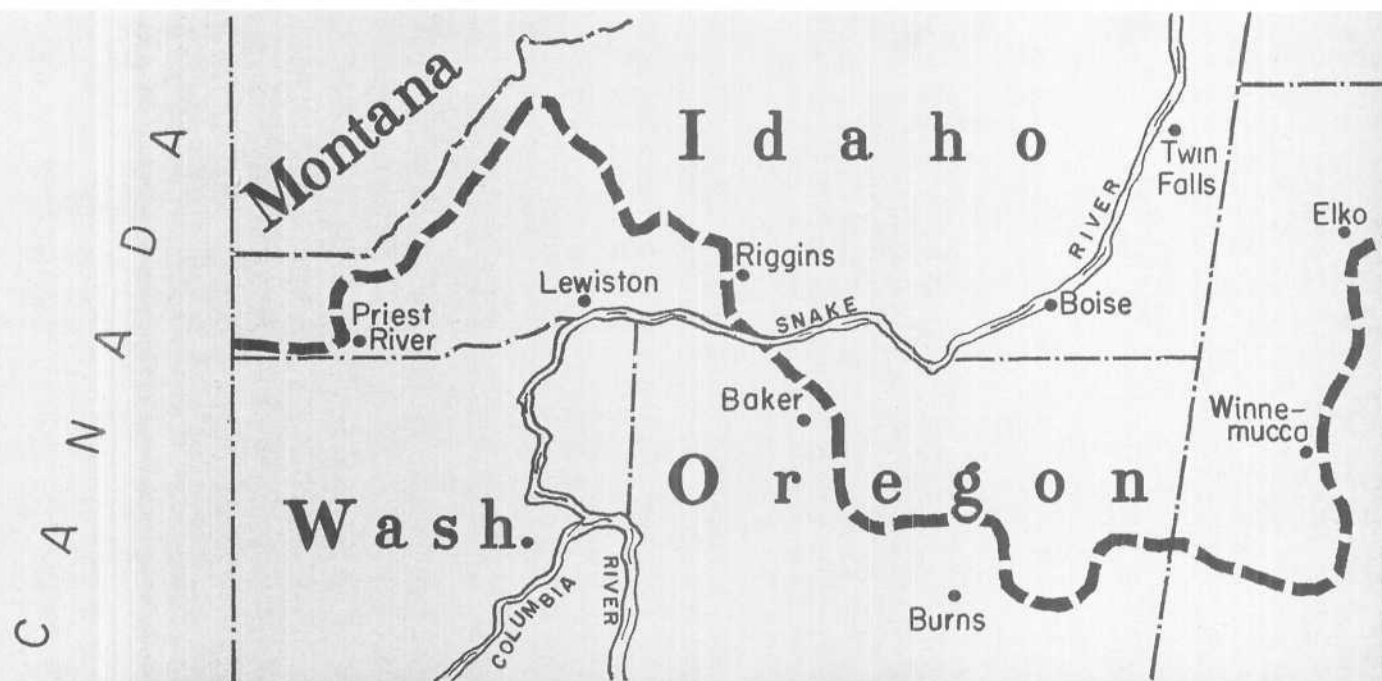 CANADA
Montana
Idaho
Twin
Falls
RIVER
Elko
Riggins
Lewiston
SNAKE
Boise
Priest
River
Baker
Winne-
mucca
Oregon
Wash.
COLUMBIA
RIVER
Burns